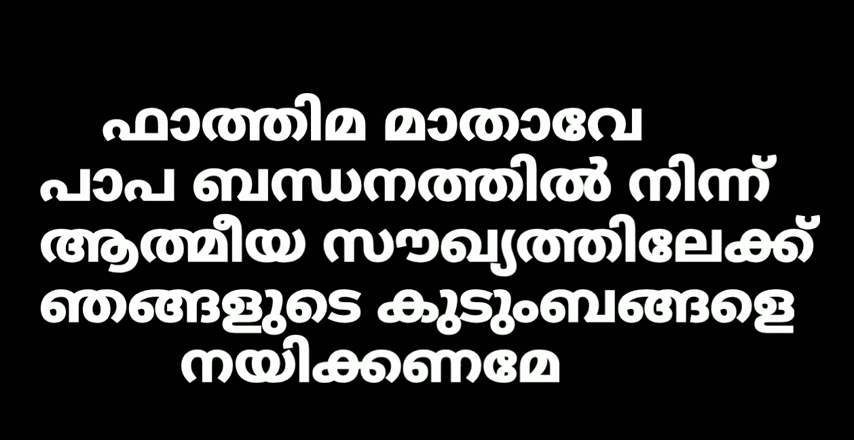 ഫാത്തിമ മാതാവേ
പാപ ബന്ധനത്തിൽ നിന്ന്
ആത്മീയ സൗഖ്യത്തിലേക്ക്
ഞങ്ങളുടെ കുടുംബങ്ങളെ
നയിക്കണമേ